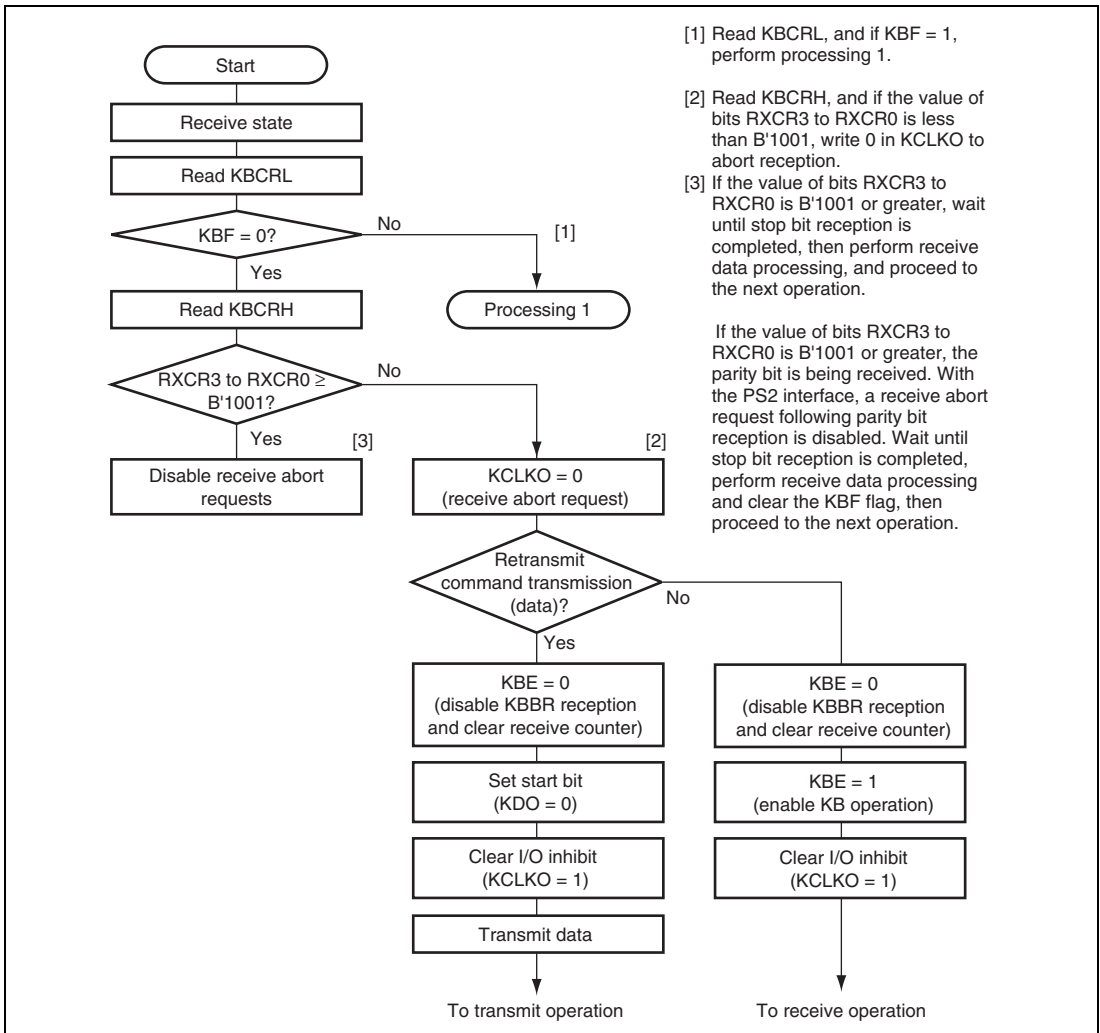 Start
Receive state
Read KBCRL
KBF = 0?
No
[1]
Yes
Processing 1
Read KBCRH
RXCR3 to RXCR0 ≥
B'1001?
No
Yes
[3]
[2]
Disable receive abort
requests
KCLKO = 0
(receive abort request)
Retransmit
command transmission
(data)?
No
Yes
KBE = 0
(disable KBBR reception
and clear receive counter)
KBE = 0
(disable KBBR reception
and clear receive counter)
Set start bit
(KDO = 0)
KBE = 1
(enable KB operation)
Clear I/O inhibit
(KCLKO = 1)
Clear I/O inhibit
(KCLKO = 1)
Transmit data
To transmit operation
To receive operation
[1] Read KBCRL, and if KBF = 1,
perform processing 1.
[2] Read KBCRH, and if the value of
bits RXCR3 to RXCR0 is less
than B'1001, write 0 in KCLKO to
abort reception.
[3] If the value of bits RXCR3 to
RXCR0 is B'1001 or greater, wait
until stop bit reception is
completed, then perform receive
data processing, and proceed to
the next operation.
If the value of bits RXCR3 to
RXCR0 is B'1001 or greater, the
parity bit is being received. With
the PS2 interface, a receive abort
request following parity bit
reception is disabled. Wait until
stop bit reception is completed,
perform receive data processing
and clear the KBF flag, then
proceed to the next operation.